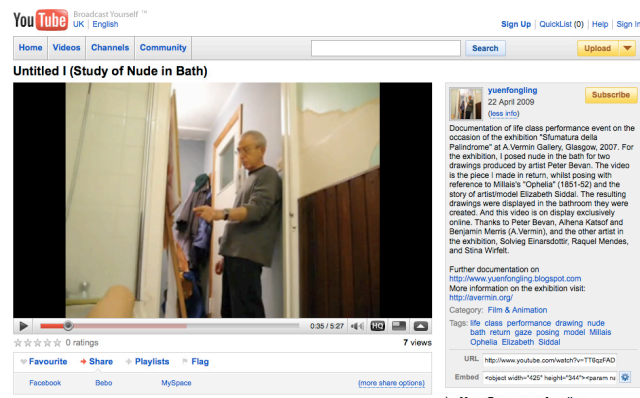 You Tube Broadcast Yourself ™
UK | English
Sign Up | QuickList (0) | Help | Sign In
Home Videos Channels Community Search Upload
Untitled I (Study of Nude in Bath)
0:35 / 5:27 HQ
0 ratings 7 views
Favourite Share Playlists Flag
Facebook Bebo MySpace (more share options)
yuenfongling
22 April 2009
(less info)
Subscribe
Documentation of life class performance event on the
occasion of the exhibition "Sfumatura della
Palindrome" at A.Vermin Gallery, Glasgow, 2007. For
the exhibition, I posed nude in the bath for two
drawings produced by artist Peter Bevan. The video
is the piece I made in return, whilst posing with
reference to Millais's "Ophelia" (1851-52) and the
story of artist/model Elizabeth Siddal. The resulting
drawings were displayed in the bathroom they were
created. And this video is on display exclusively
online. Thanks to Peter Bevan, Alhena Katsof and
Benjamin Merris (A.Vermin), and the other artist in
the exhibition, Solvieg Einarsdottir, Raquel Mendes,
and Stina Wirfelt.
Further documentation on
http://www.yuenfongling.blogspot.com
More information on the exhibition visit:
http://avermin.org/
Category: Film & Animation
Tags: life class performance drawing nude
bath return gaze posing model Millais
Ophelia Elizabeth Siddal
URL http://www.youtube.com/watch?v=TT6qzFAD
Embed <object width="425" height="344"><param na